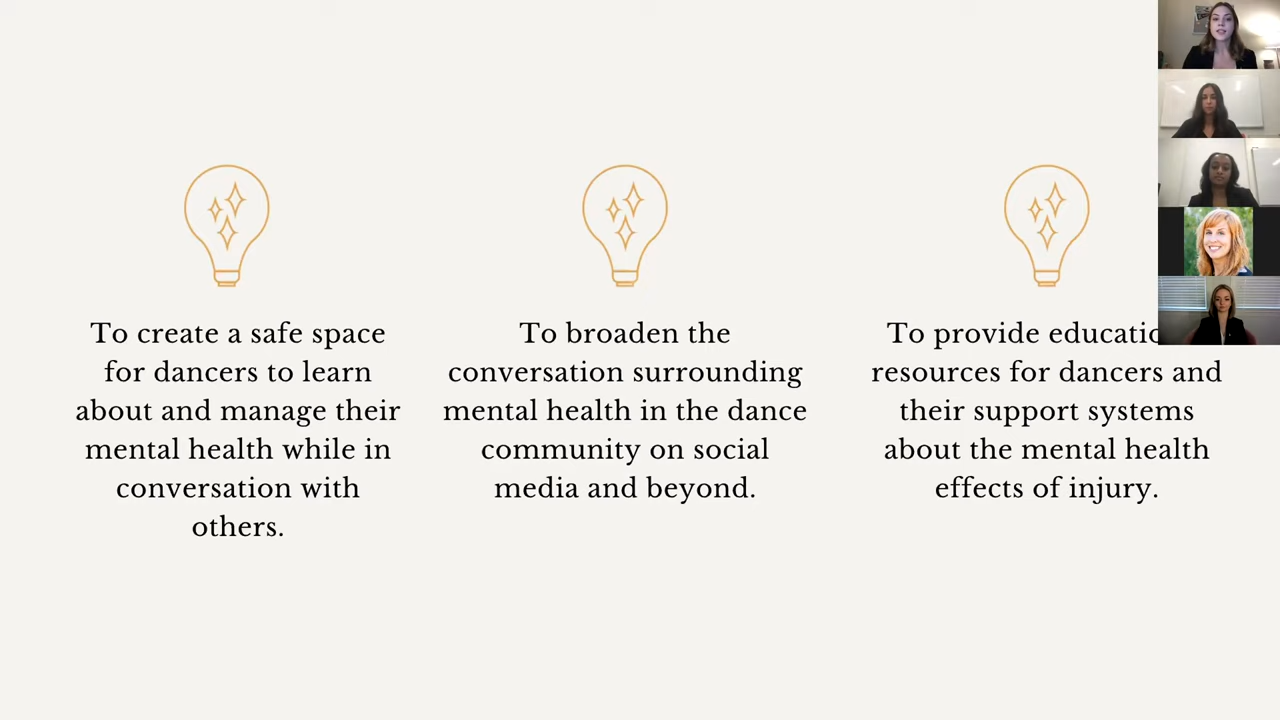 To create a safe space
for dancers to learn
about and manage their
mental health while in
conversation with
others.
To broaden the
conversation surrounding
mental health in the dance
community on social
media and beyond.
To provide
resources for dancers and
their support systems
about the mental health
effects of injury.